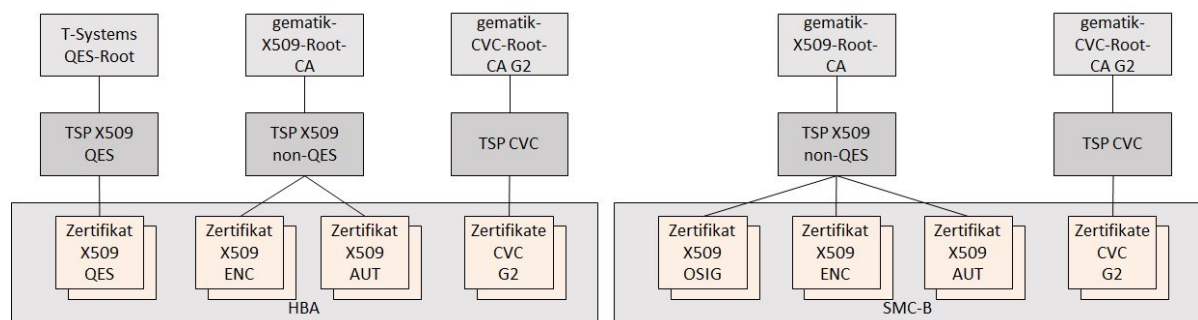 T-Systems
QES-Root
gematik-
X509-Root-
CA
gematik-
CVC-Root-
CA G2
gematik-
X509-Root-
CA
gematik-
CVC-Root-
CA G2
TSP X509
QES
TSP X509
non-QES
TSP CVC
TSP X509
non-QES
TSP CVC
Zertifikat
X509
QES
Zertifikat
X509
ENC
Zertifikat
X509
AUT
Zertifikate
CVC
G2
Zertifikat
X509
OSIG
Zertifikat
X509
ENC
Zertifikat
X509
AUT
Zertifikate
CVC
G2
HBA
SMC-B